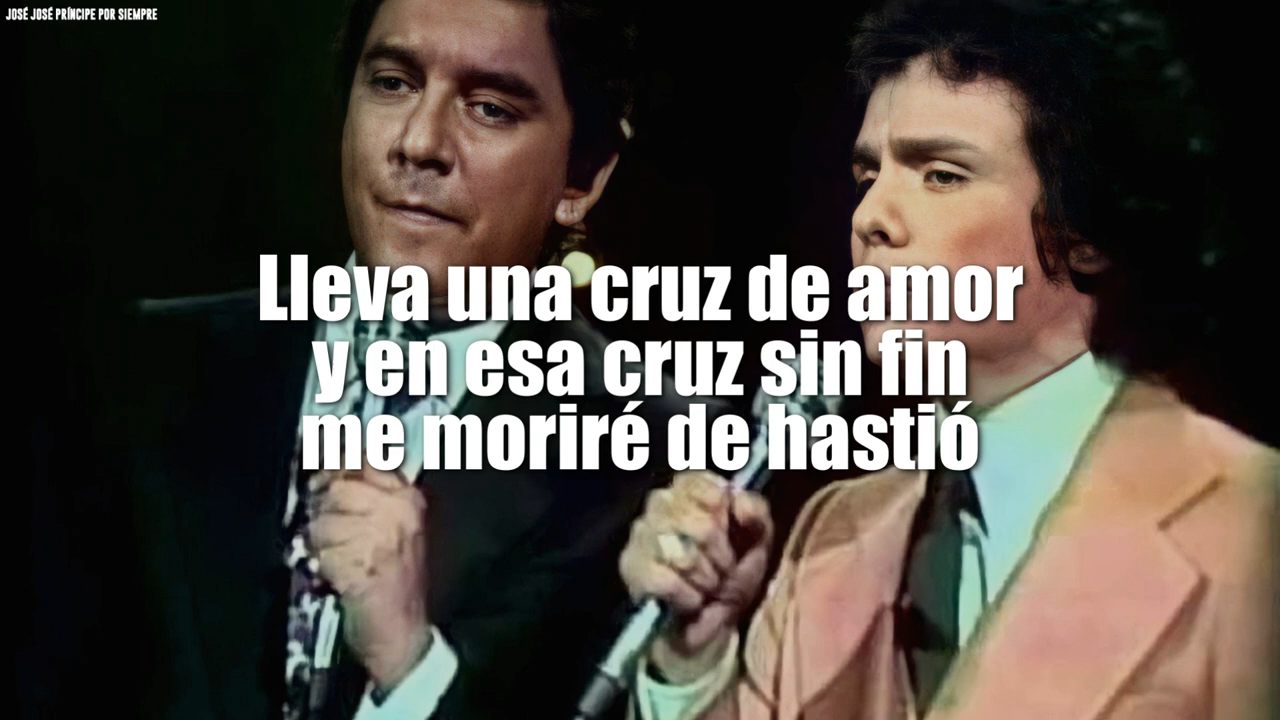 JOSÉ JOSÉ PRÍNCIPE POR SIEMPRE
Lleva una cruz de amor
y en esa cruz sin fin
me moriré de hastió